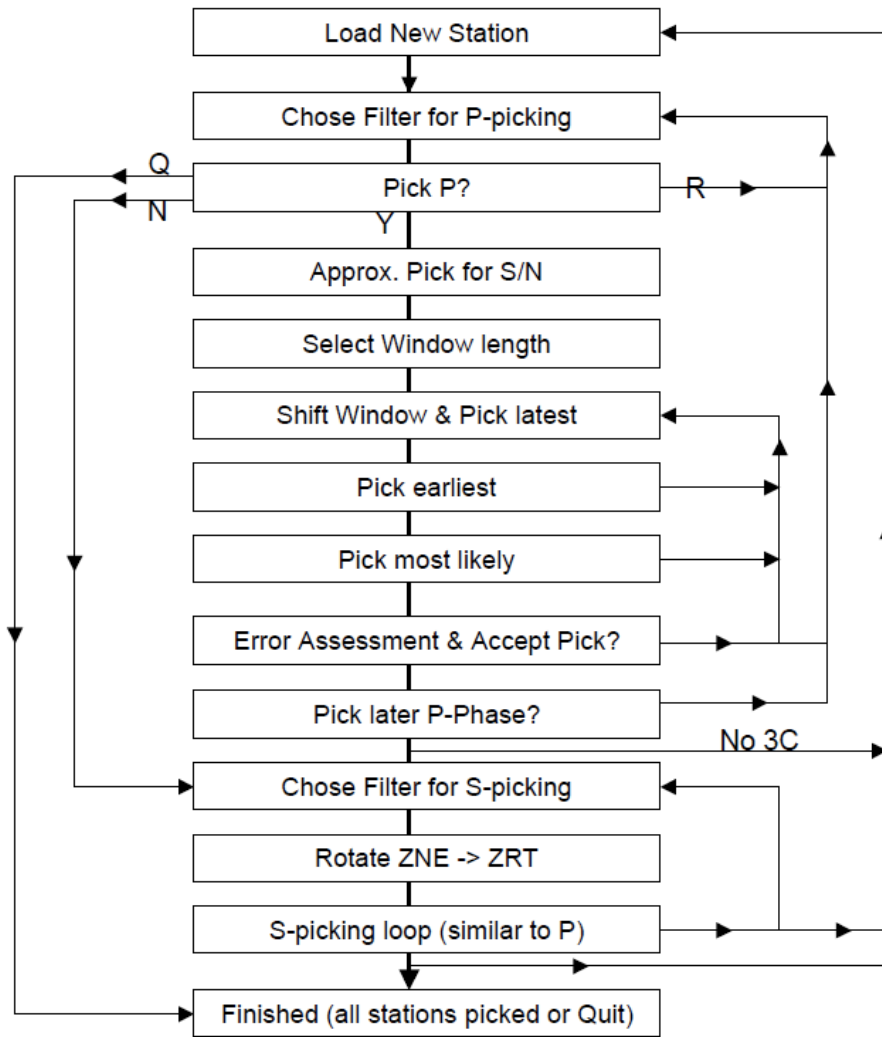 Load New Station
Chose Filter for P-picking
Q
Pick P?
R
N
Y
Approx. Pick for S/N
Select Window length
Shift Window & Pick latest
Pick earliest
Pick most likely
Error Assessment & Accept Pick?
Pick later P-Phase?
No 3C
Chose Filter for S-picking
Rotate ZNE -> ZRT
S-picking loop (similar to P)
Finished (all stations picked or Quit)